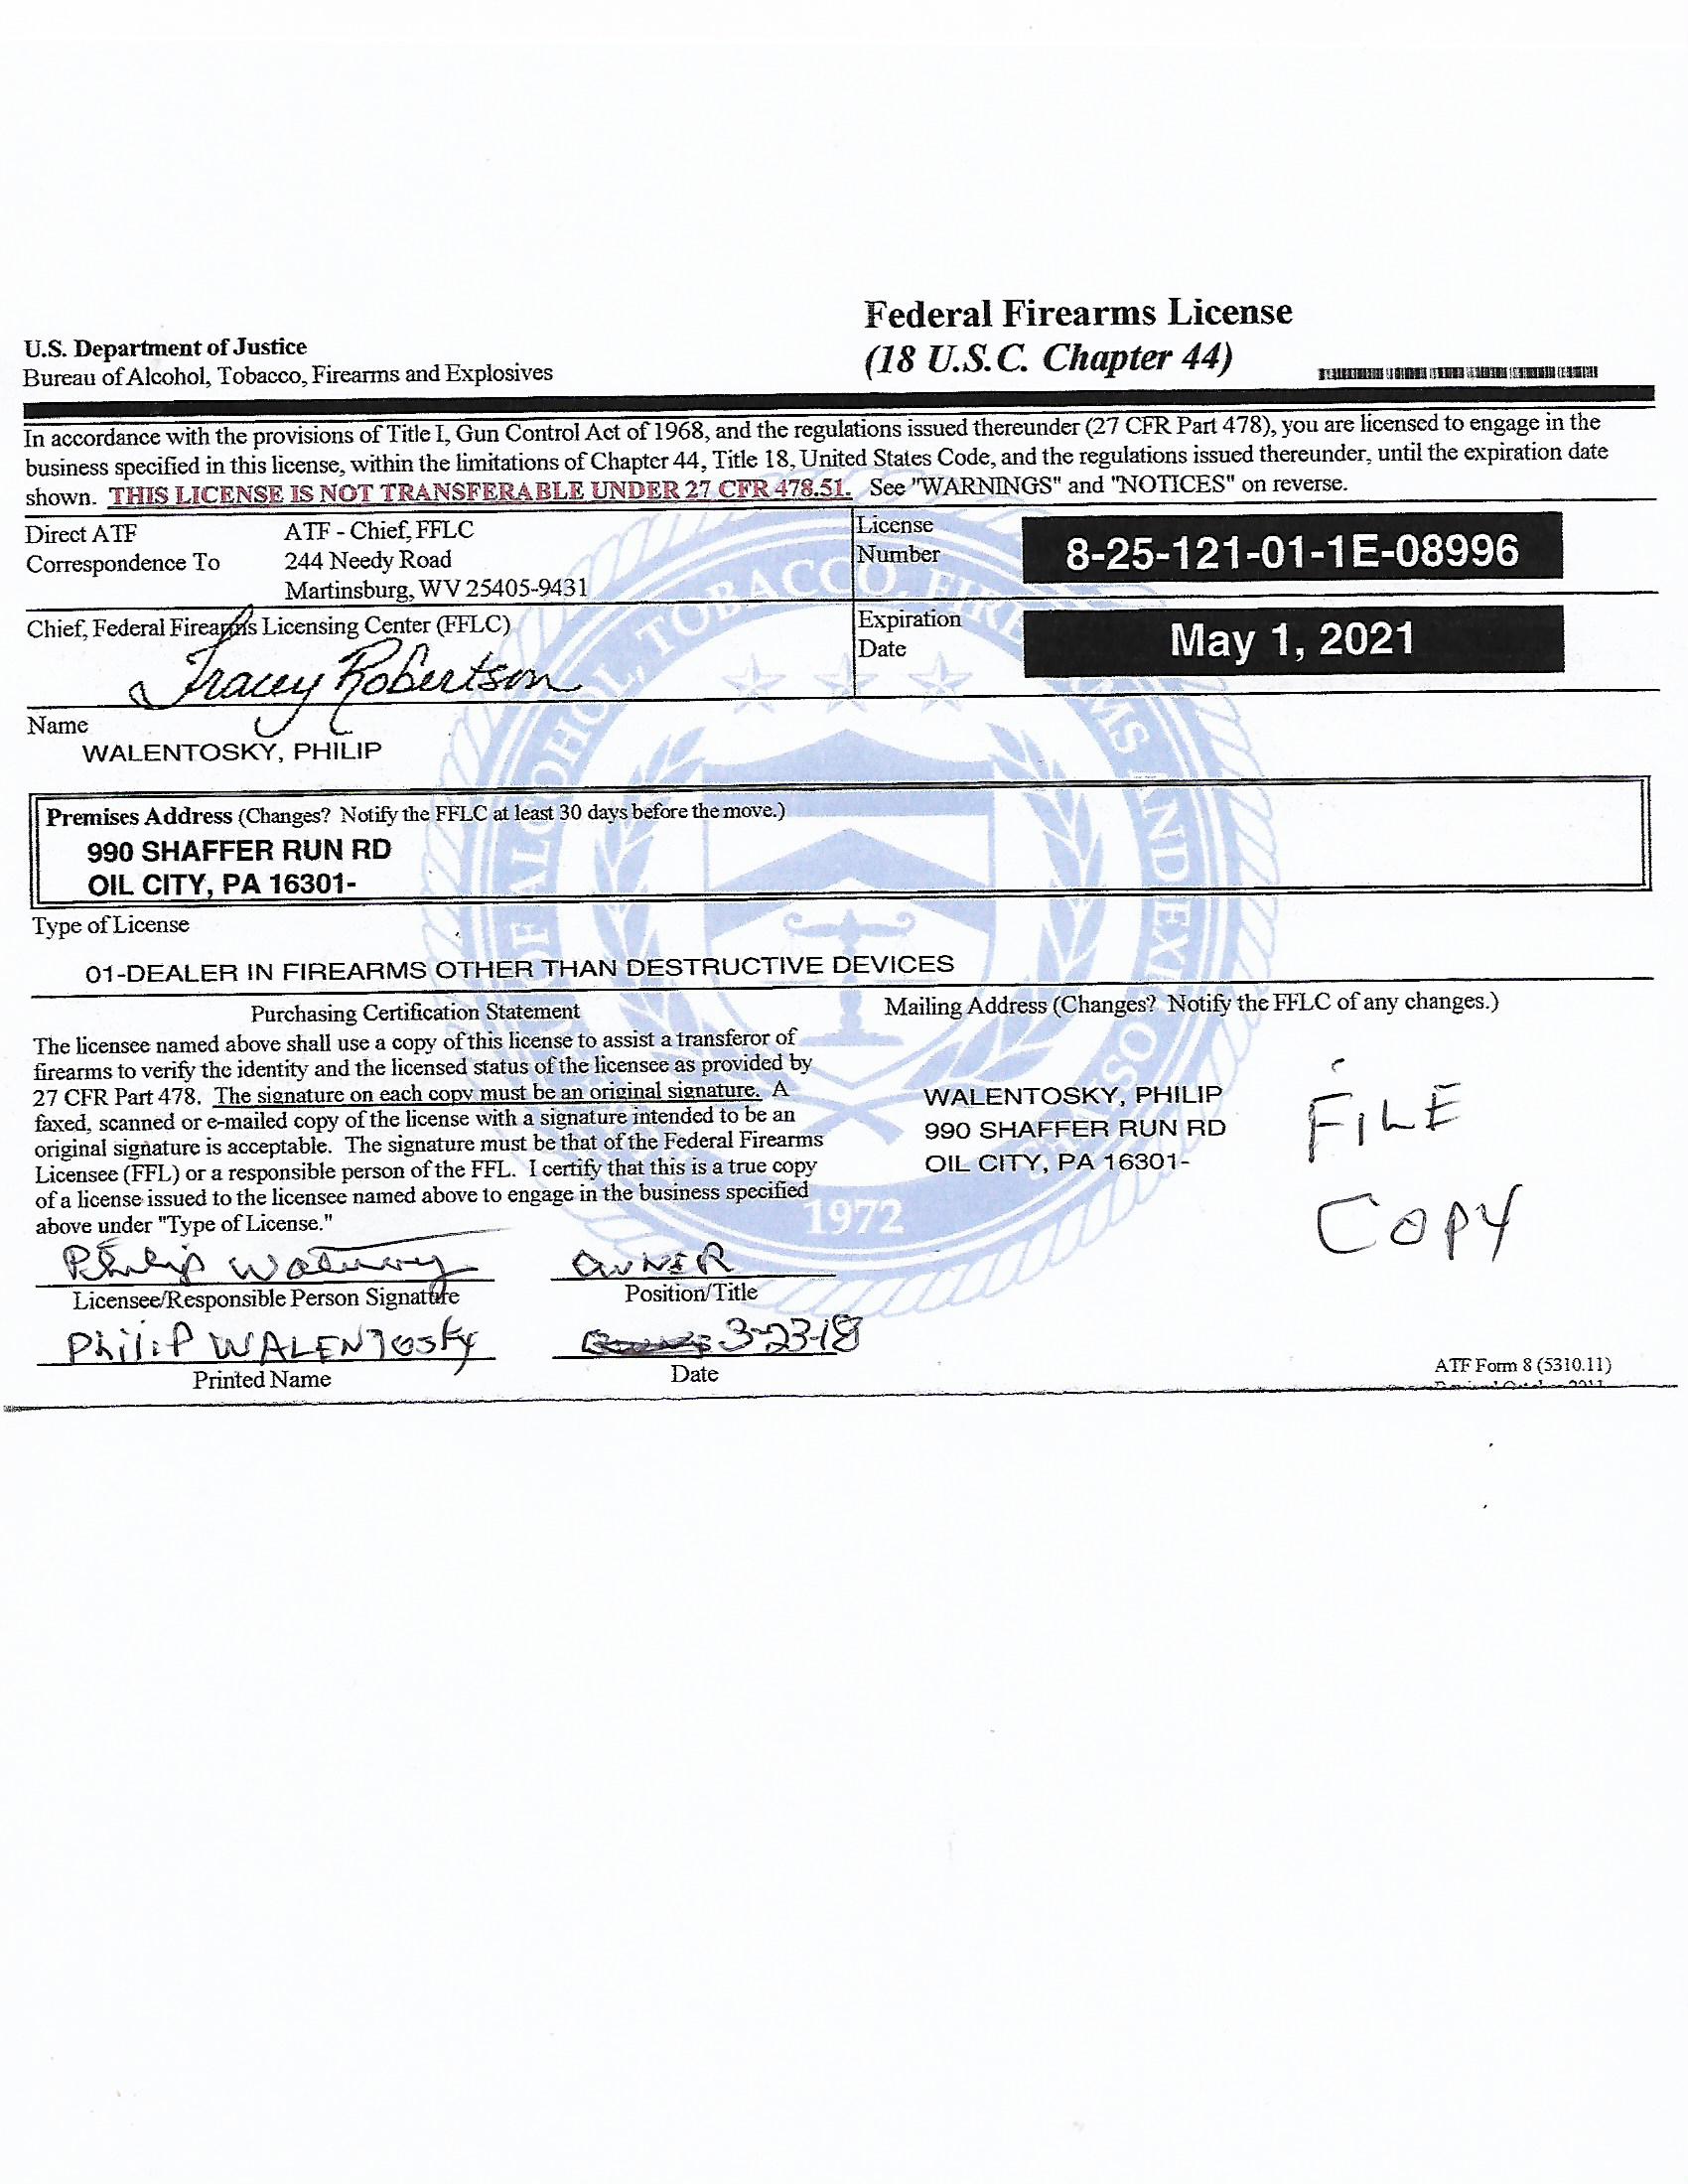 Federal Firearms License
(18 U.S.C. Chapter 44)
U.S. Department of Justice
Bureau of Alcohol, Tobacco, Firearms and Explosives
In accordance with the provisions of Title I, Gun Control Act of 1968, and the regulations issued thereunder (27 CFR Part 478), you are licensed to engage in the
business specified in this license, within the limitations of Chapter 44, Title 18, United States Code, and the regulations issued thereunder, until the expiration date
shown. THIS LICENSE IS NOT TRANSFERABLE UNDER 27 CFR 478.51. See "WARNINGS" and "NOTICES" on reverse.
Direct ATF
Correspondence To
ATF - Chief, FFLC
244 Needy Road
Martinsburg, WV 25405-9431
License
Number
8-25-121-01-1E-08996
Chief, Federal Firearms Licensing Center (FFLC)
Tracey Robertson
Expiration
Date
May 1, 2021
Name
WALENTOSKY, PHILIP
Premises Address (Changes? Notify the FFLC at least 30 days before the move.)
990 SHAFFER RUN RD
OIL CITY, PA 16301-
Type of License
01-DEALER IN FIREARMS OTHER THAN DESTRUCTIVE DEVICES
Purchasing Certification Statement
The licensee named above shall use a copy of this license to assist a transferor of
firearms to verify the identity and the licensed status of the licensee as provided by
27 CFR Part 478. The signature on each copy must be an original signature. A
faxed, scanned or e-mailed copy of the license with a signature intended to be an
original signature is acceptable. The signature must be that of the Federal Firearms
Licensee (FFL) or a responsible person of the FFL. I certify that this is a true copy
of a license issued to the licensee named above to engage in the business specified
above under "Type of License."
Mailing Address (Changes? Notify the FFLC of any changes.)
WALENTOSKY, PHILIP
990 SHAFFER RUN RD
OIL CITY, PA 16301-
FILE
COPY
1972
Philip
Licensee/Responsible Person Signature
OWNER
Position/Title
PhiliP WALENTOSKy
Printed Name
3-23-18
Date
ATF Form 8 (5310.11)